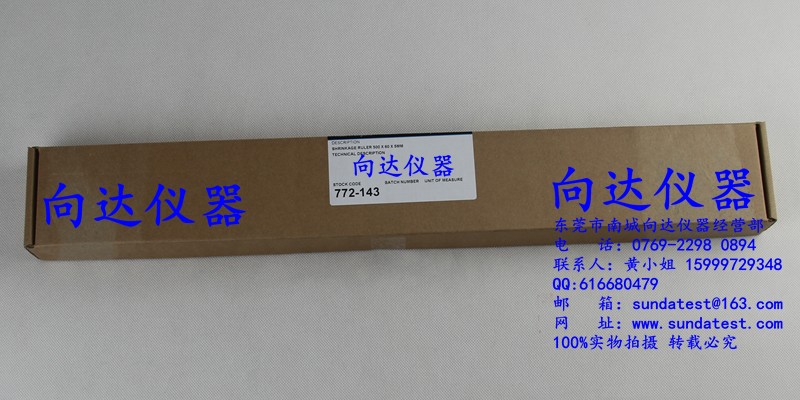 DESCRIPTION
SHRINKAGE RULER 500 X 60 X 5MM
TECHNICAL DESCRIPTION
向达仪器
STOCK CODE BATCH NUMBER UNIT OF MEASURE
772-143
向达仪器
向达仪器
东莞市南城向达仪器经营部
电 话: 0769-2298 0894
联系人: 黄小姐 15999729348
QQ:616680479
邮 箱: sundatest@163.com
网 址: www.sundatest.com
100%实物拍摄 转载必究